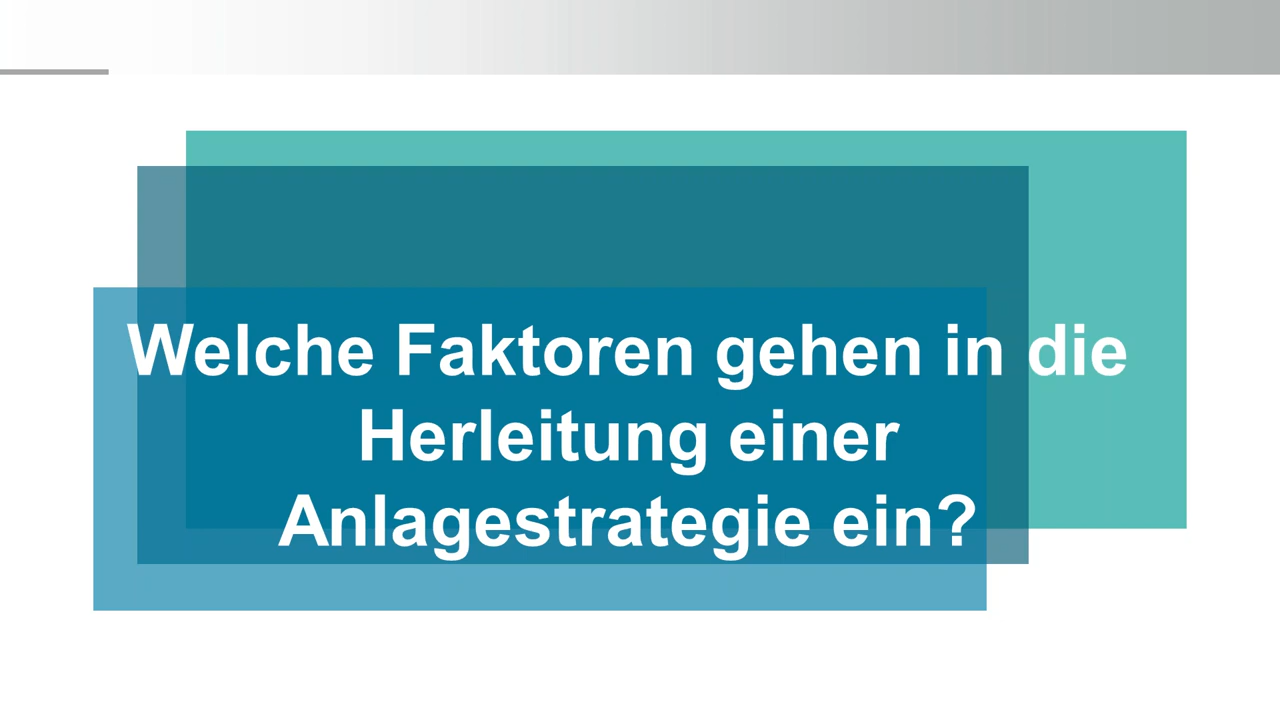 Welche Faktoren gehen in die
Herleitung einer
Anlagestrategie ein?